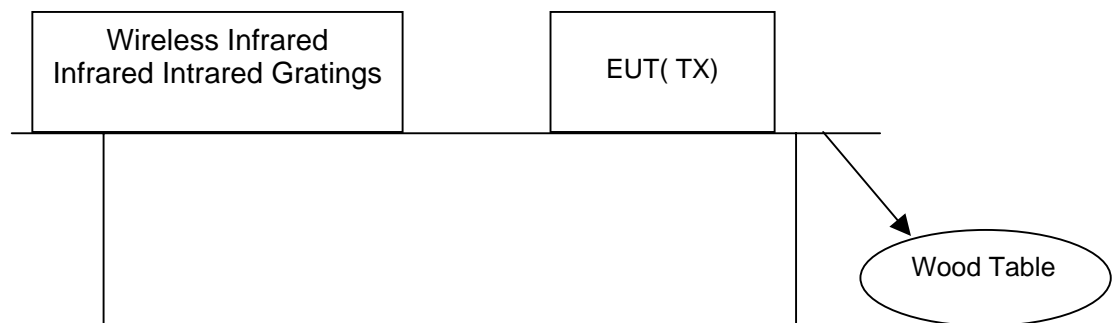 Wireless Infrared
Infrared Intrared Gratings
EUT( TX)
Wood Table